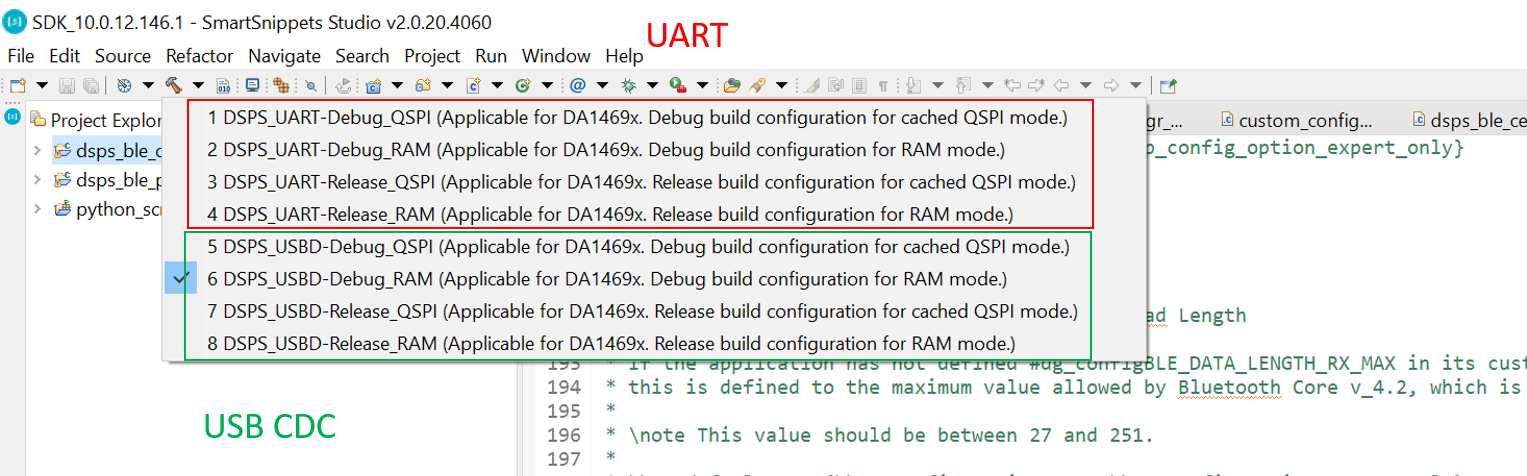 SDK_10.0.12.146.1 - SmartSnippets Studio v2.0.20.4060
UART
File Edit Source Refactor Navigate Search Project Run Window Help
Project Explor
dsps_ble_c
dsps_ble_p
python_scr
1 DSPS_UART-Debug_QSPI (Applicable for DA1469x. Debug build configuration for cached QSPI mode.)
2 DSPS_UART-Debug_RAM (Applicable for DA1469x. Debug build configuration for RAM mode.)
3 DSPS_UART-Release_QSPI (Applicable for DA1469x. Release build configuration for cached QSPI mode.)
4 DSPS_UART-Release_RAM (Applicable for DA1469x. Release build configuration for RAM mode.)
5 DSPS_USBD-Debug_QSPI (Applicable for DA1469x. Debug build configuration for cached QSPI mode.)
6 DSPS_USBD-Debug_RAM (Applicable for DA1469x. Debug build configuration for RAM mode.)
7 DSPS_USBD-Release_QSPI (Applicable for DA1469x. Release build configuration for cached QSPI mode.)
8 DSPS_USBD-Release_RAM (Applicable for DA1469x. Release build configuration for RAM mode.)
gr_... custom_config... dsps_ble_ce
_config_option_expert_only}
ad Length
193 * If the application has not defined #dg_configBLE_DATA_LENGTH_RX_MAX in its cust
194 * this is defined to the maximum value allowed by Bluetooth Core v_4.2, which is
195 *
196 * \note This value should be between 27 and 251.
197 *
USB CDC